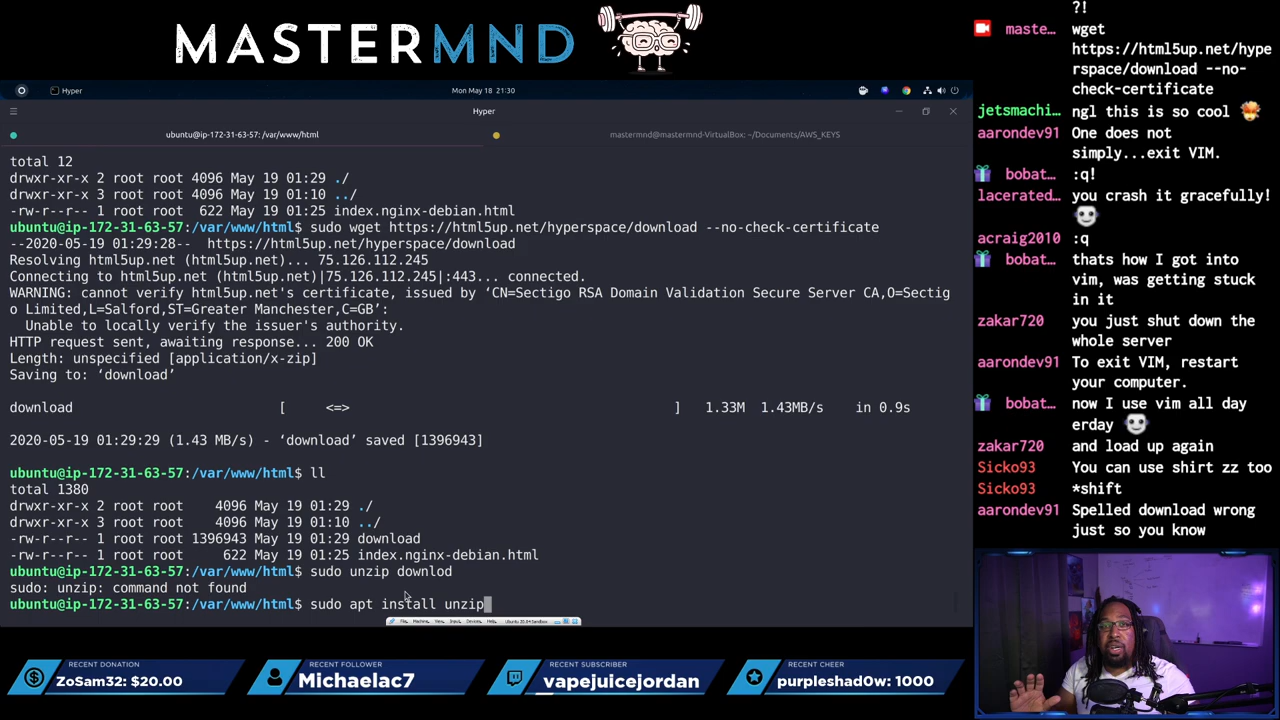 MASTERMND
Hyper
Mon May 18 21:30
Hyper
ubuntu@ip-172-31-63-57: /var/www/html
mastermnd@mastermnd-VirtualBox: ~/Documents/AWS_KEYS
total 12
drwxr-xr-x 2 root root 4096 May 19 01:29 ./
drwxr-xr-x 3 root root 4096 May 19 01:10 ../
-rw-r--r-- 1 root root  622 May 19 01:25 index.nginx-debian.html
ubuntu@ip-172-31-63-57:/var/www/html$ sudo wget https://html5up.net/hyperspace/download --no-check-certificate
--2020-05-19 01:29:28--  https://html5up.net/hyperspace/download
Resolving html5up.net (html5up.net)... 75.126.112.245
Connecting to html5up.net (html5up.net)|75.126.112.245|:443... connected.
WARNING: cannot verify html5up.net's certificate, issued by ‘CN=Sectigo RSA Domain Validation Secure Server CA,O=Sectig
o Limited,L=Salford,ST=Greater Manchester,C=GB’:
  Unable to locally verify the issuer's authority.
HTTP request sent, awaiting response... 200 OK
Length: unspecified [application/x-zip]
Saving to: ‘download’
download [ <=> ] 1.33M 1.43MB/s in 0.9s
2020-05-19 01:29:29 (1.43 MB/s) - ‘download’ saved [1396943]
ubuntu@ip-172-31-63-57:/var/www/html$ ll
total 1380
drwxr-xr-x 2 root root    4096 May 19 01:29 ./
drwxr-xr-x 3 root root    4096 May 19 01:10 ../
-rw-r--r-- 1 root root 1396943 May 19 01:29 download
-rw-r--r-- 1 root root     622 May 19 01:25 index.nginx-debian.html
ubuntu@ip-172-31-63-57:/var/www/html$ sudo unzip downlod
sudo: unzip: command not found
ubuntu@ip-172-31-63-57:/var/www/html$ sudo apt install unzip
File Machine View Input Devices Help Ubuntu 20.04 Sandbox
?!
maste... wget
https://html5up.net/hype
rspace/download --no-
check-certificate
jetsmachi... ngl this is so cool
aarondev91 One does not
simply...exit VIM.
bobat... :q!
lacerated... you crash it gracefully!
acraig2010 :q
bobat... thats how I got into
vim, was getting stuck
in it
zakar720 you just shut down the
whole server
aarondev91 To exit VIM, restart
your computer.
bobat... now I use vim all day
erday
zakar720 and load up again
Sicko93 You can use shirt zz too
Sicko93 *shift
aarondev91 Spelled download wrong
just so you know
RECENT DONATION
ZoSam32: $20.00
RECENT FOLLOWER
Michaelac7
RECENT SUBSCRIBER
vapejuicejordan
RECENT CHEER
purpleshad0w: 1000